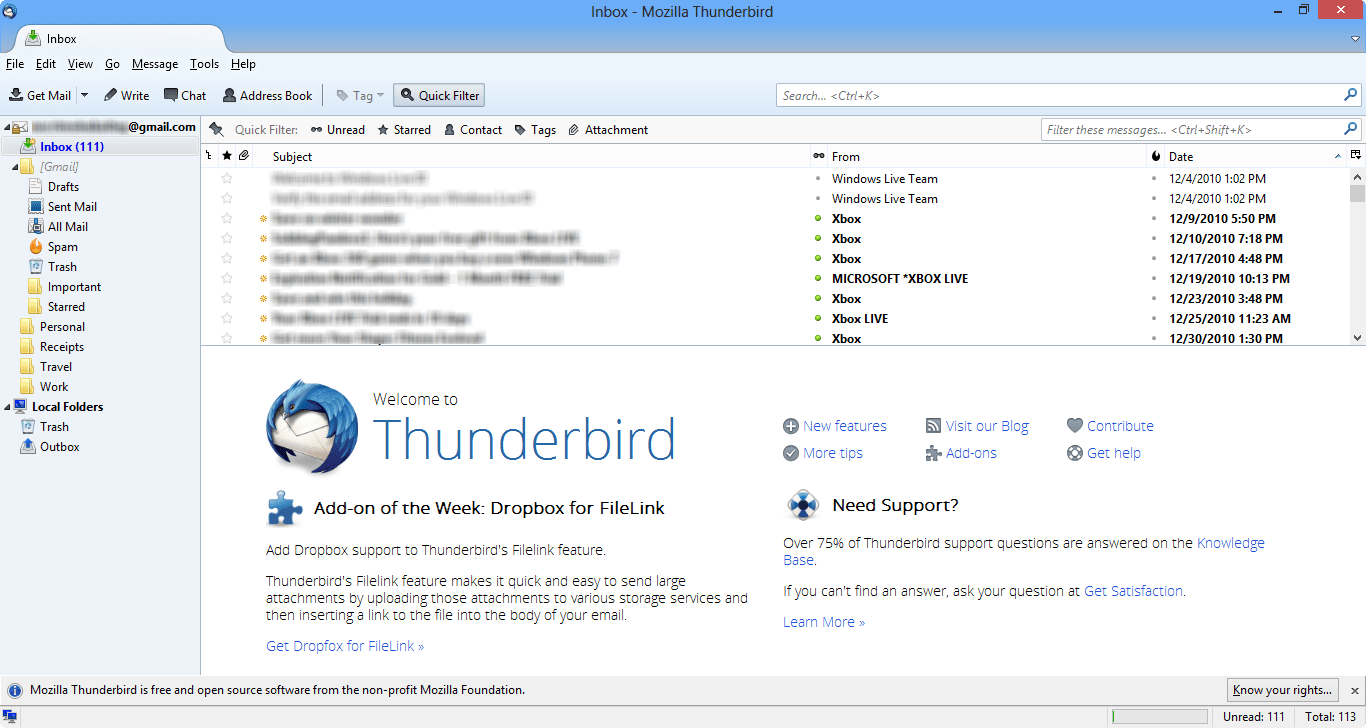 Inbox - Mozilla Thunderbird
Inbox
File Edit View Go Message Tools Help
Get Mail Write Chat Address Book Tag Quick Filter Search... <Ctrl+K>
@gmail.com
Inbox (111)
[Gmail]
Drafts
Sent Mail
All Mail
Spam
Trash
Important
Starred
Personal
Receipts
Travel
Work
Local Folders
Trash
Outbox
Quick Filter: Unread Starred Contact Tags Attachment Filter these messages... <Ctrl+Shift+K>
Subject From Date
Windows Live Team 12/4/2010 1:02 PM
Windows Live Team 12/4/2010 1:02 PM
Xbox 12/9/2010 5:50 PM
Xbox 12/10/2010 7:18 PM
Xbox 12/17/2010 4:48 PM
MICROSOFT *XBOX LIVE 12/19/2010 10:13 PM
Xbox 12/23/2010 3:48 PM
Xbox LIVE 12/25/2010 11:23 AM
Xbox 12/30/2010 1:30 PM
Welcome to
Thunderbird
New features Visit our Blog Contribute
More tips Add-ons Get help
Add-on of the Week: Dropbox for FileLink
Add Dropbox support to Thunderbird's Filelink feature.
Thunderbird's Filelink feature makes it quick and easy to send large
attachments by uploading those attachments to various storage services and
then inserting a link to the file into the body of your email.
Get Dropfox for FileLink »
Need Support?
Over 75% of Thunderbird support questions are answered on the Knowledge
Base.
If you can't find an answer, ask your question at Get Satisfaction.
Learn More »
Mozilla Thunderbird is free and open source software from the non-profit Mozilla Foundation. Know your rights...
Unread: 111 Total: 113